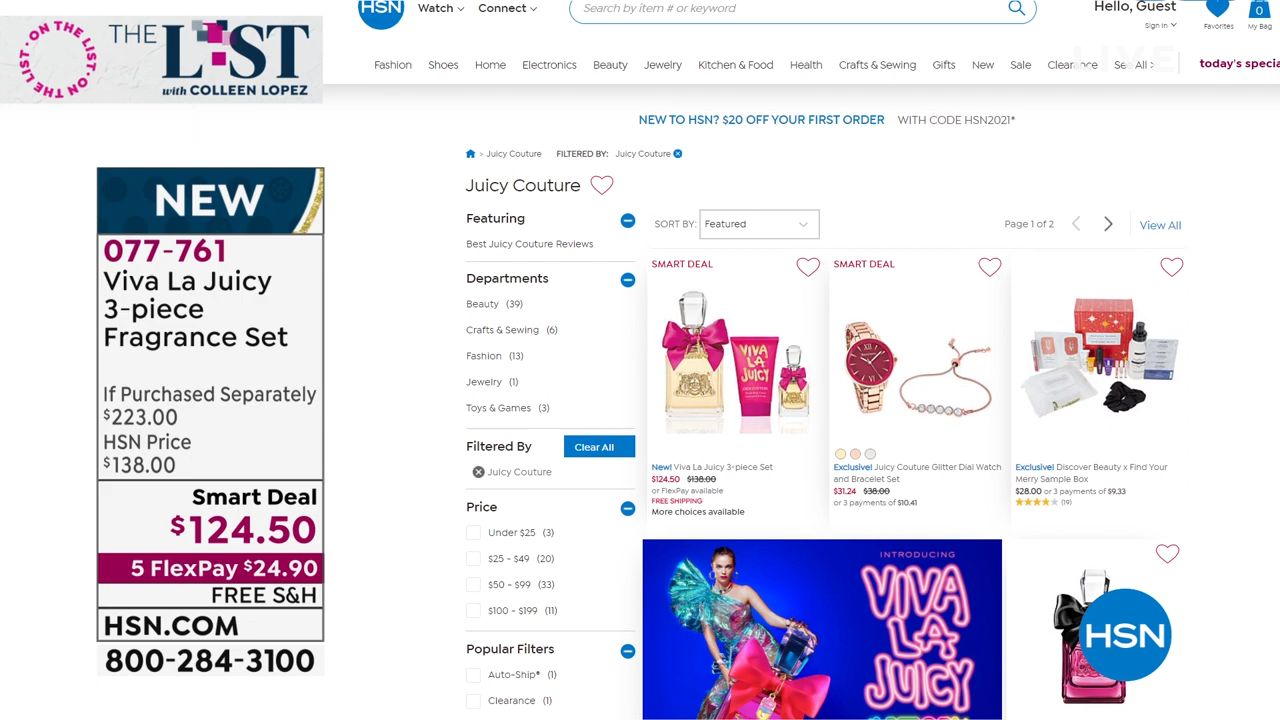 ON THE LIST · ON THE LIST ·
THE LIST
with COLLEEN LOPEZ
HSN
Watch
Connect
Search by item # or keyword
Hello, Guest
Sign In
Favorites
0
My Bag
LIVE
Fashion Shoes Home Electronics Beauty Jewelry Kitchen & Food Health Crafts & Sewing Gifts New Sale Clearance See All > today's specia
NEW TO HSN? $20 OFF YOUR FIRST ORDER WITH CODE HSN2021*
> Juicy Couture FILTERED BY: Juicy Couture
NEW
077-761
Viva La Juicy
3-piece
Fragrance Set
If Purchased Separately
$223.00
HSN Price
$138.00
Smart Deal
$124.50
5 FlexPay $24.90
FREE S&H
HSN.COM
800-284-3100
Juicy Couture
Featuring
Best Juicy Couture Reviews
Departments
Beauty (39)
Crafts & Sewing (6)
Fashion (13)
Jewelry (1)
Toys & Games (3)
Filtered By
Clear All
Juicy Couture
Price
Under $25 (3)
$25 - $49 (20)
$50 - $99 (33)
$100 - $199 (11)
Popular Filters
Auto-Ship® (1)
Clearance (1)
SORT BY: Featured
Page 1 of 2
View All
SMART DEAL
VIVA
LA
JUICY
New! Viva La Juicy 3-piece Set
$124.50 $138.00
or FlexPay available
FREE SHIPPING
More choices available
SMART DEAL
Exclusive! Juicy Couture Glitter Dial Watch
and Bracelet Set
$31.24 $38.00
or 3 payments of $10.41
Exclusive! Discover Beauty x Find Your
Merry Sample Box
$28.00 or 3 payments of $9.33
(19)
INTRODUCING
VIVA
LA
JUICY
HSN